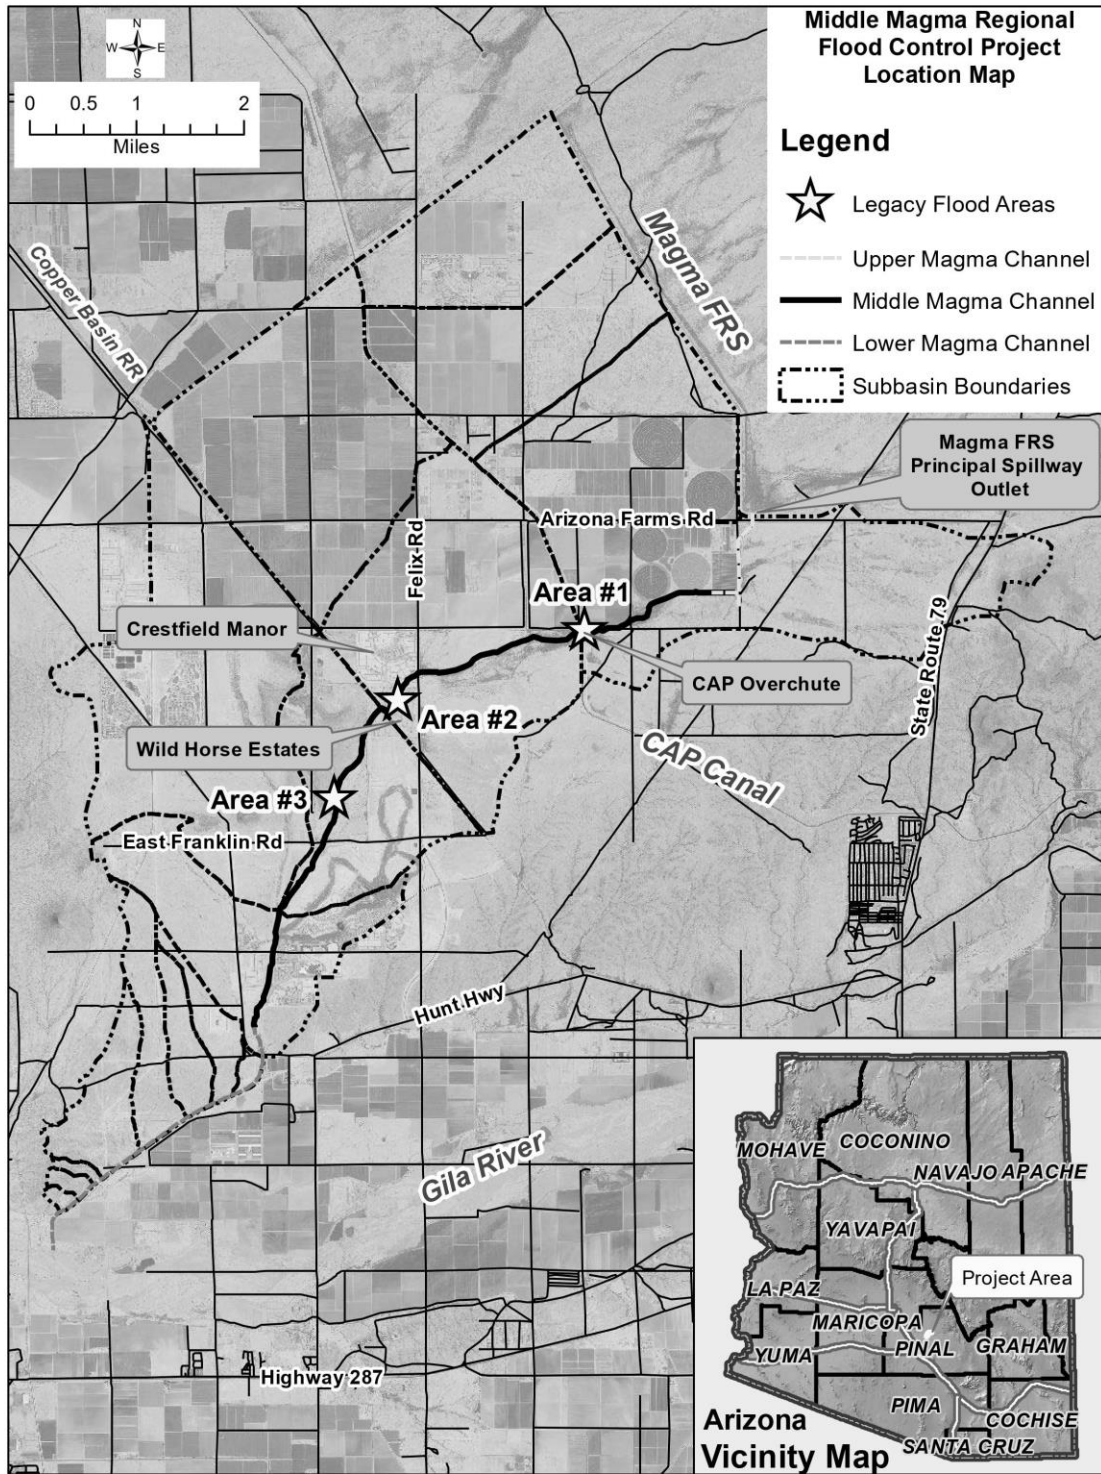 Middle Magma Regional
Flood Control Project
Location Map
N
W E
S
0 0.5 1 2
Miles
Legend
Legacy Flood Areas
Upper Magma Channel
Middle Magma Channel
Lower Magma Channel
Subbasin Boundaries
Magma FRS
Copper Basin RR
Magma FRS
Principal Spillway
Outlet
Arizona Farms Rd
Felix Rd
Area #1
Crestfield Manor
CAP Overchute
State Route 79
Area #2
Wild Horse Estates
CAP Canal
Area #3
East Franklin Rd
Hunt Hwy
Gila River
Highway 287
COCONINO
MOHAVE
NAVAJO
APACHE
YAVAPAI
Project Area
LA PAZ
MARICOPA
YUMA
PINAL
GRAHAM
PIMA
COCHISE
SANTA CRUZ
Arizona
Vicinity Map